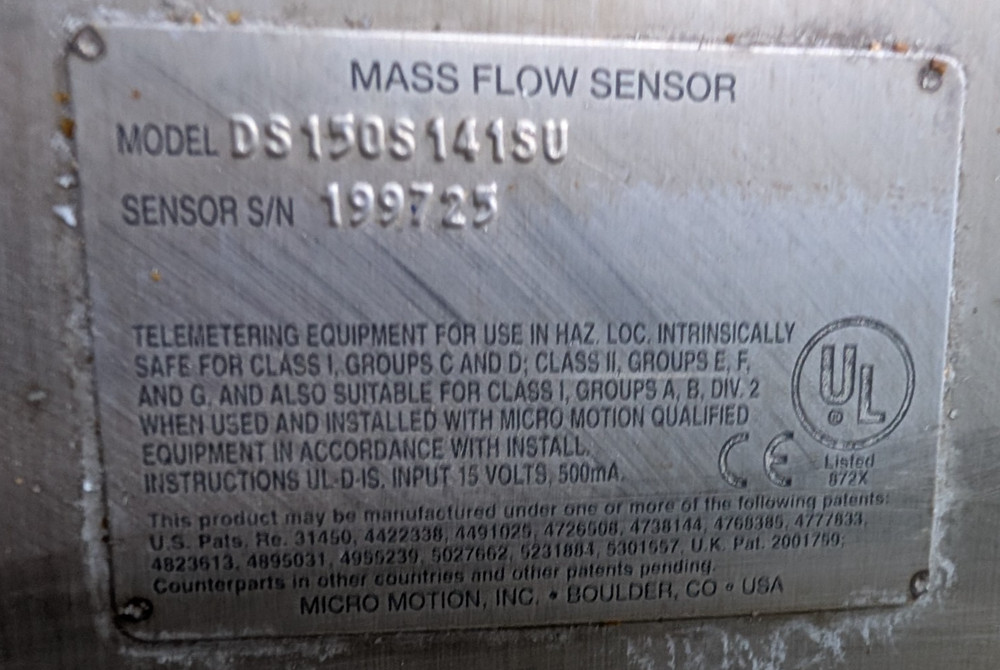 MASS FLOW SENSOR
MODEL DS150S141SU
SENSOR S/N 199725
TELEMETERING EQUIPMENT FOR USE IN HAZ. LOC. INTRINSICALLY
SAFE FOR CLASS I, GROUPS C AND D; CLASS II, GROUPS E, F,
AND G. AND ALSO SUITABLE FOR CLASS I, GROUPS A, B, DIV. 2
WHEN USED AND INSTALLED WITH MICRO MOTION QUALIFIED
EQUIPMENT IN ACCORDANCE WITH INSTALL.
INSTRUCTIONS UL-D-IS. INPUT 15 VOLTS, 500mA.
UL
®
CE
Listed
872X
This product may be manufactured under one or more of the following patents:
U.S. Pats. Re. 31450, 4422338, 4491025, 4726508, 4738144, 4768385, 4777833,
4823613, 4895031, 4955239, 5027662, 5231884, 5301557, U.K. Pat. 2001759;
Counterparts in other countries and other patents pending.
MICRO MOTION, INC. • BOULDER, CO • USA